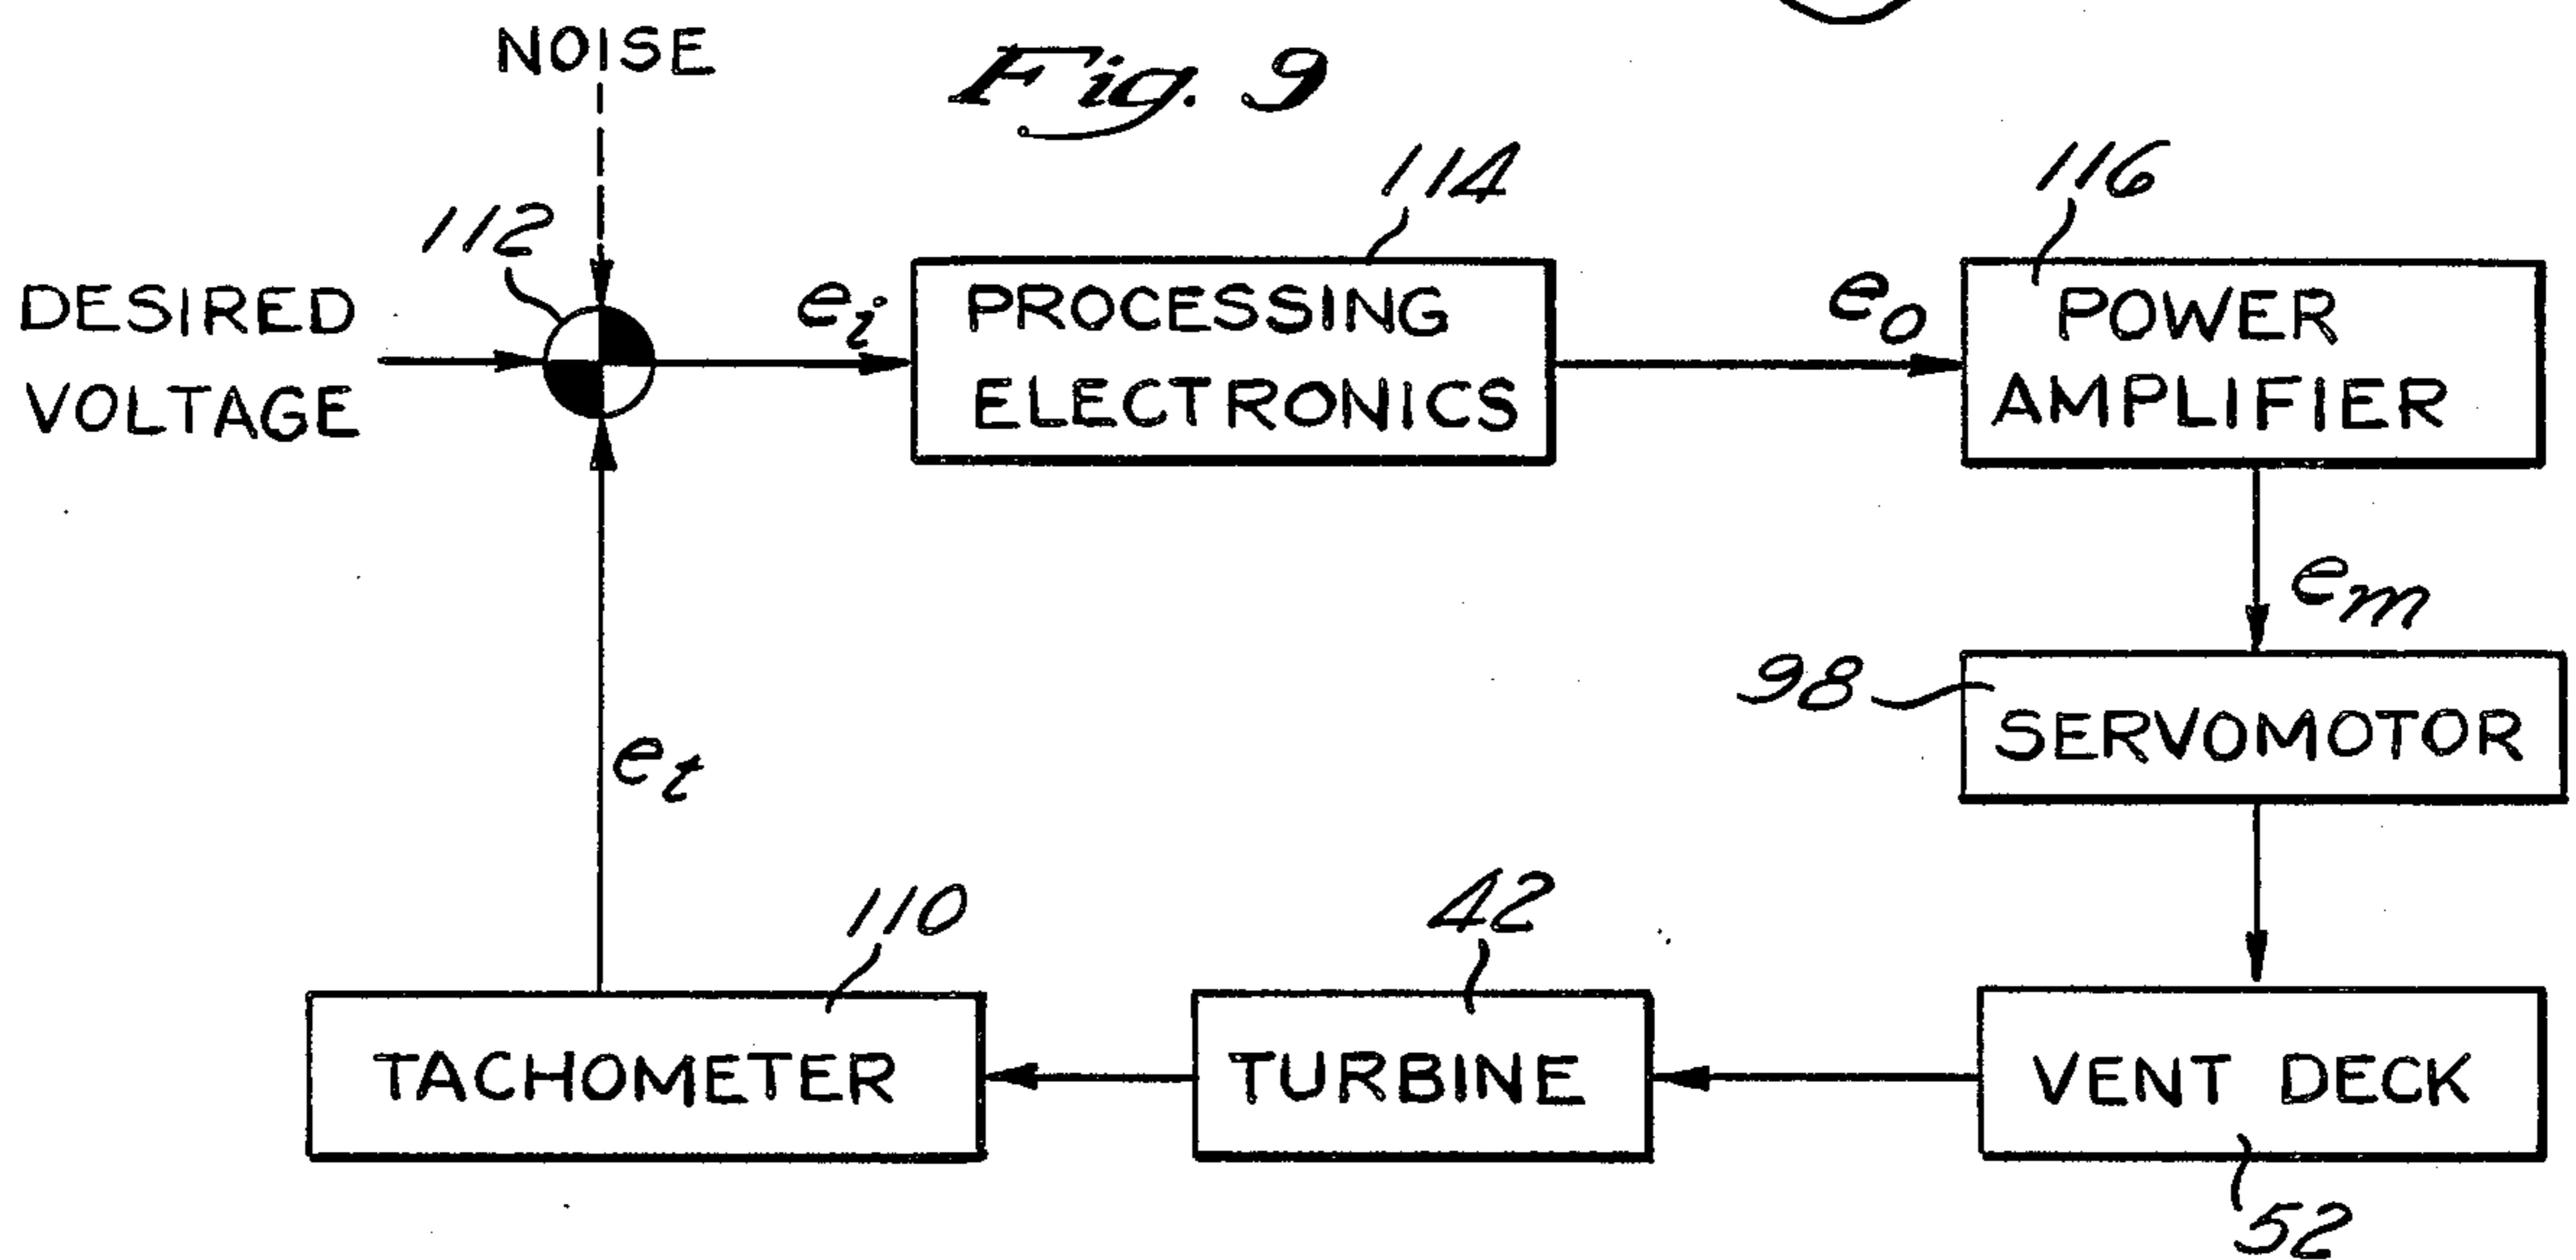 NOISE
Fig. 9
112
114
116
DESIRED
VOLTAGE
ei
PROCESSING
ELECTRONICS
eo
POWER
AMPLIFIER
em
98
SERVOMOTOR
et
110
42
TACHOMETER
TURBINE
VENT DECK
52